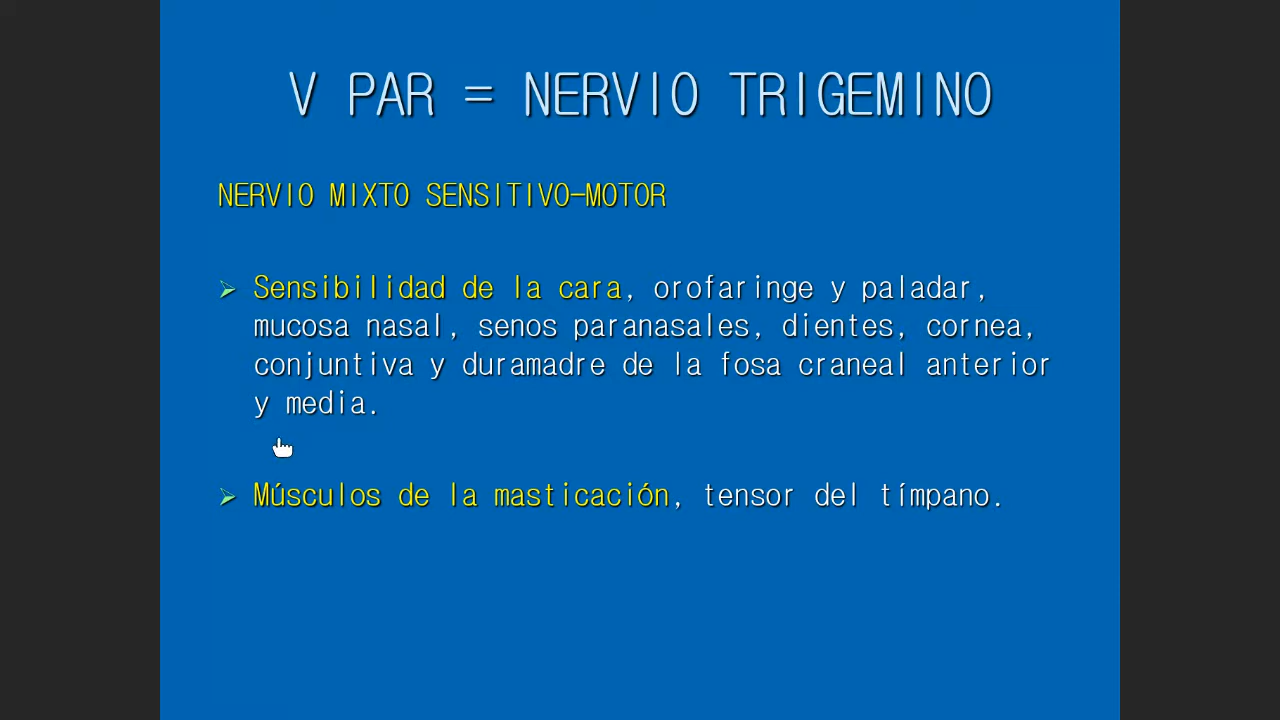 V PAR = NERVIO TRIGEMINO
NERVIO MIXTO SENSITIVO-MOTOR
Sensibilidad de la cara, orofaringe y paladar,
mucosa nasal, senos paranasales, dientes, cornea,
conjuntiva y duramadre de la fosa craneal anterior
y media.
Músculos de la masticación, tensor del tímpano.